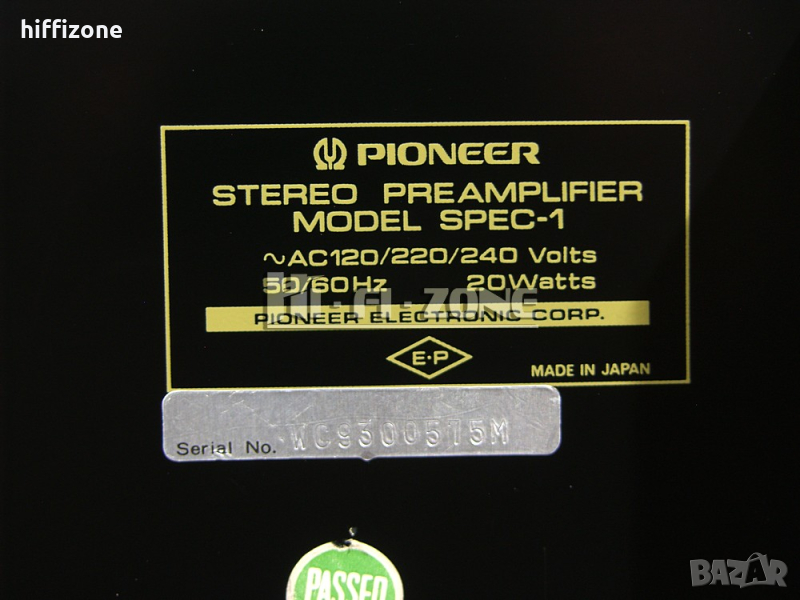 hiffizone
PIONEER
STEREO PREAMPLIFIER
MODEL SPEC-1
~AC120/220/240 Volts
50/60Hz 20Watts
Hi-Fi-ZONE
PIONEER ELECTRONIC CORP.
E·P
MADE IN JAPAN
Serial No. WC9300515M
PASSED
BAZAR